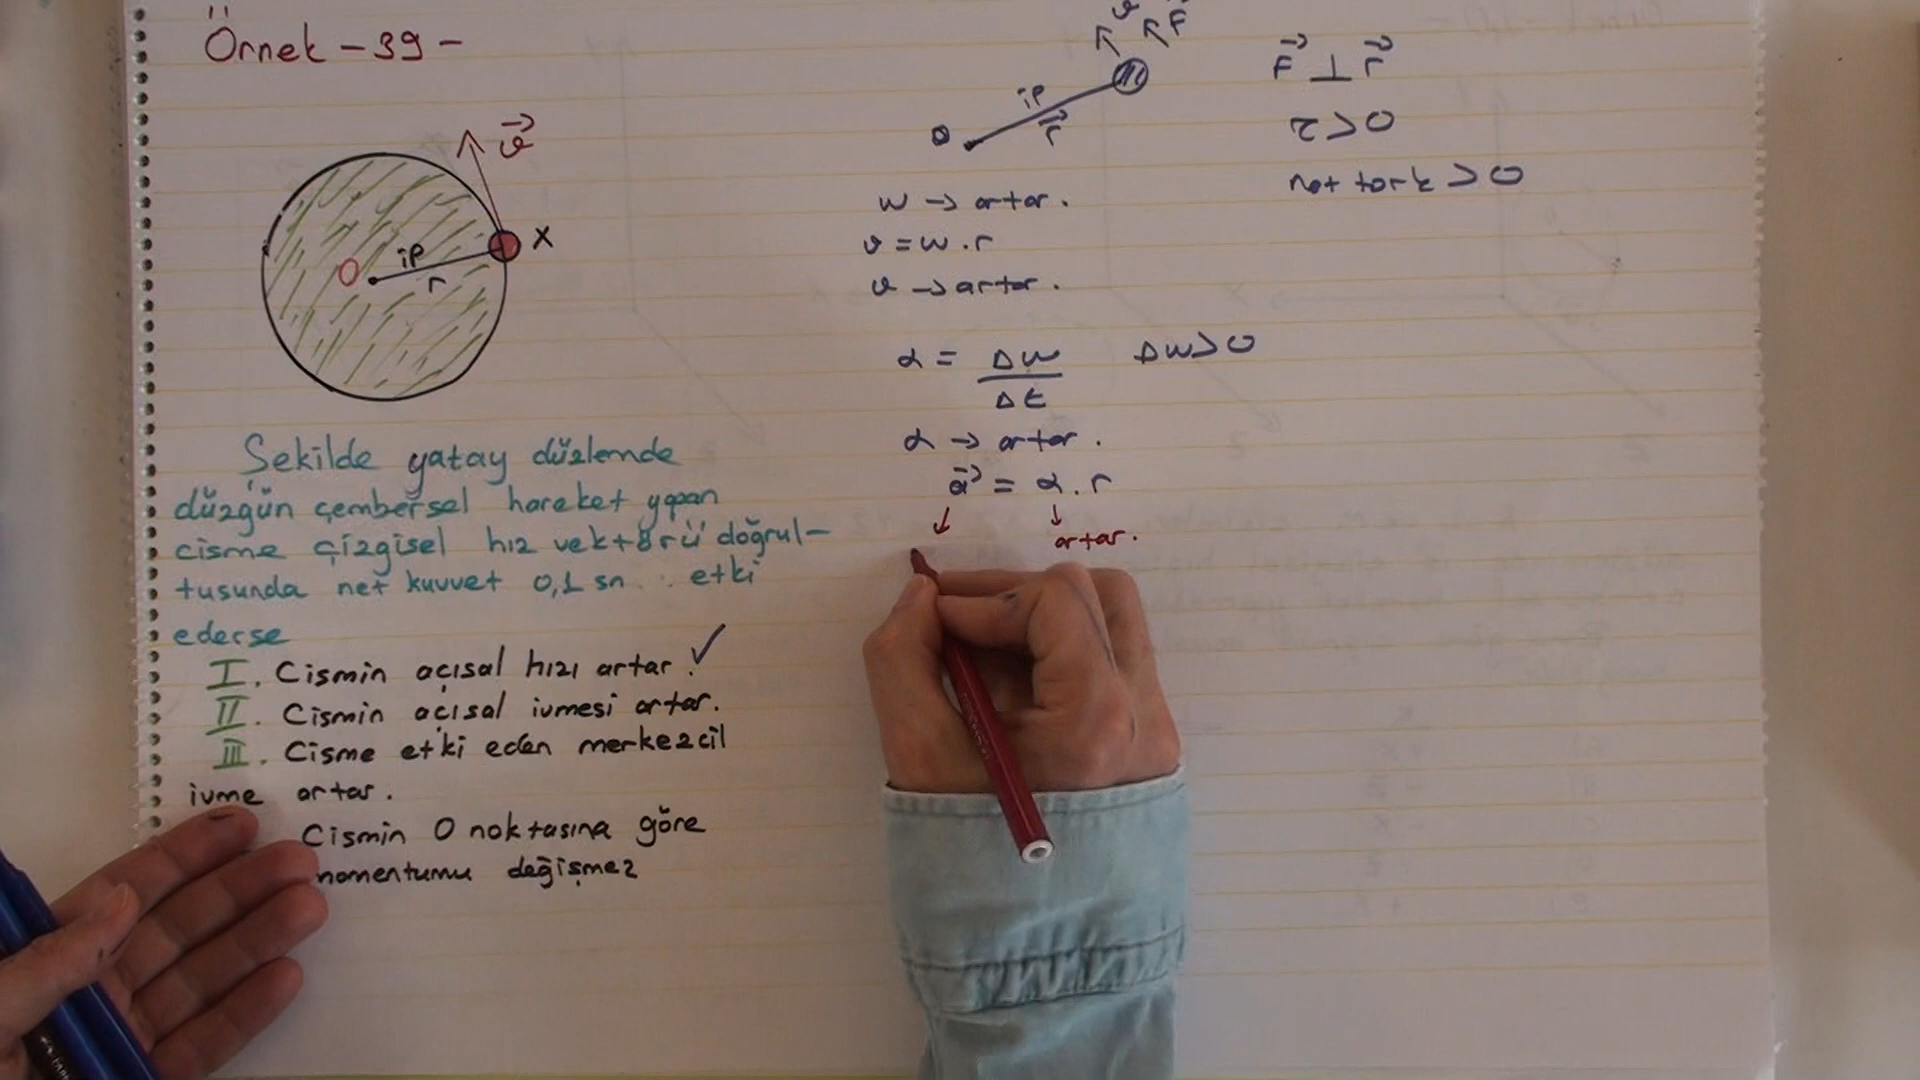 Örnek - 39 -
v
X
O
ip
r
Şekilde yatay düzlemde
düzgün çembersel hareket ypan
cisme çizgisel hız vektörü doğrul-
tusunda net kuvvet 0,1 sn etki
ederse
I. Cismin açısal hızı artar. ✓
II. Cismin açısal ivmesi artar.
III. Cisme etki eden merkezcil
ivme artar.
Cismin O noktasına göre
momentumu değişmez
v F
ip
O
r
F ⊥ r
τ > 0
net tork > 0
w → artar.
v = w . r
v → artar.
α = Δw / Δt Δw > 0
α → artar.
a = α . r
↓ ↓
artar.